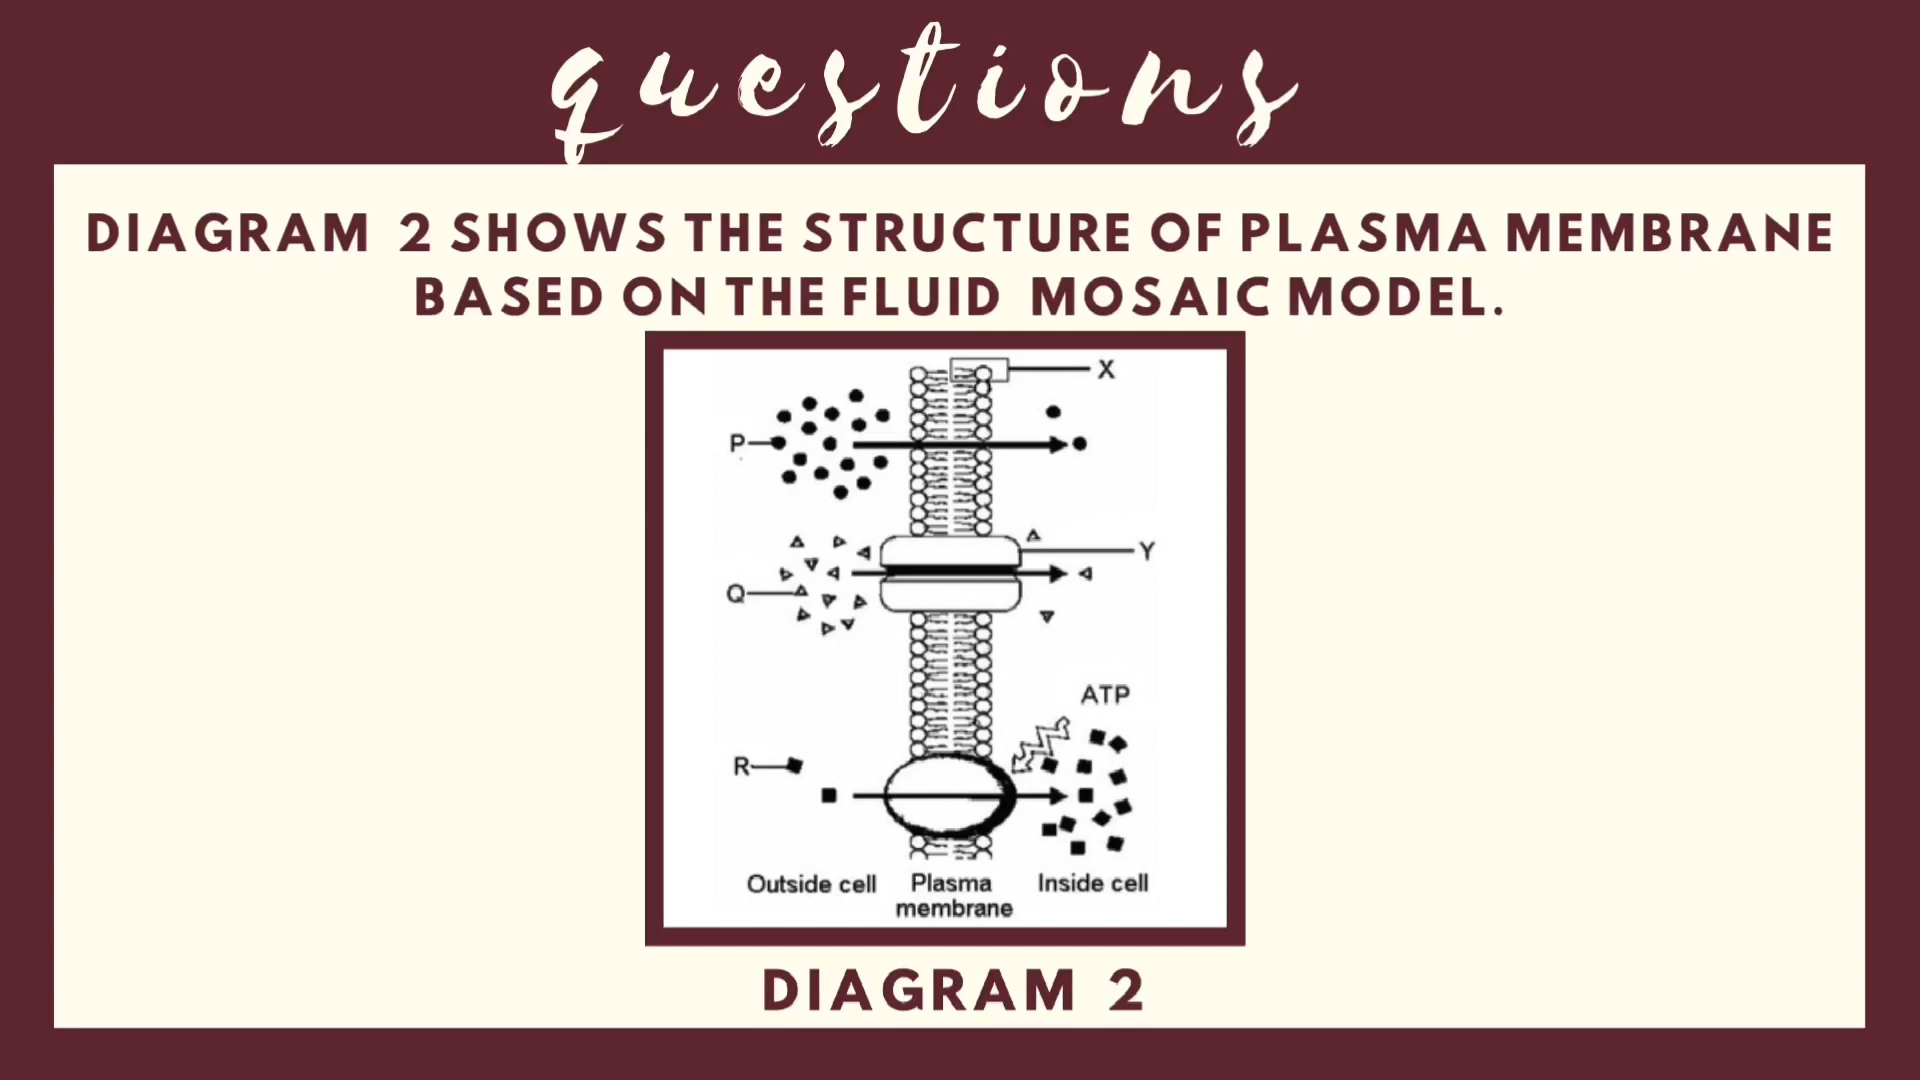 questions
DIAGRAM 2 SHOWS THE STRUCTURE OF PLASMA MEMBRANE
BASED ON THE FLUID MOSAIC MODEL.
X
P
Y
Q
ATP
R
Outside cell
Plasma
membrane
Inside cell
DIAGRAM 2